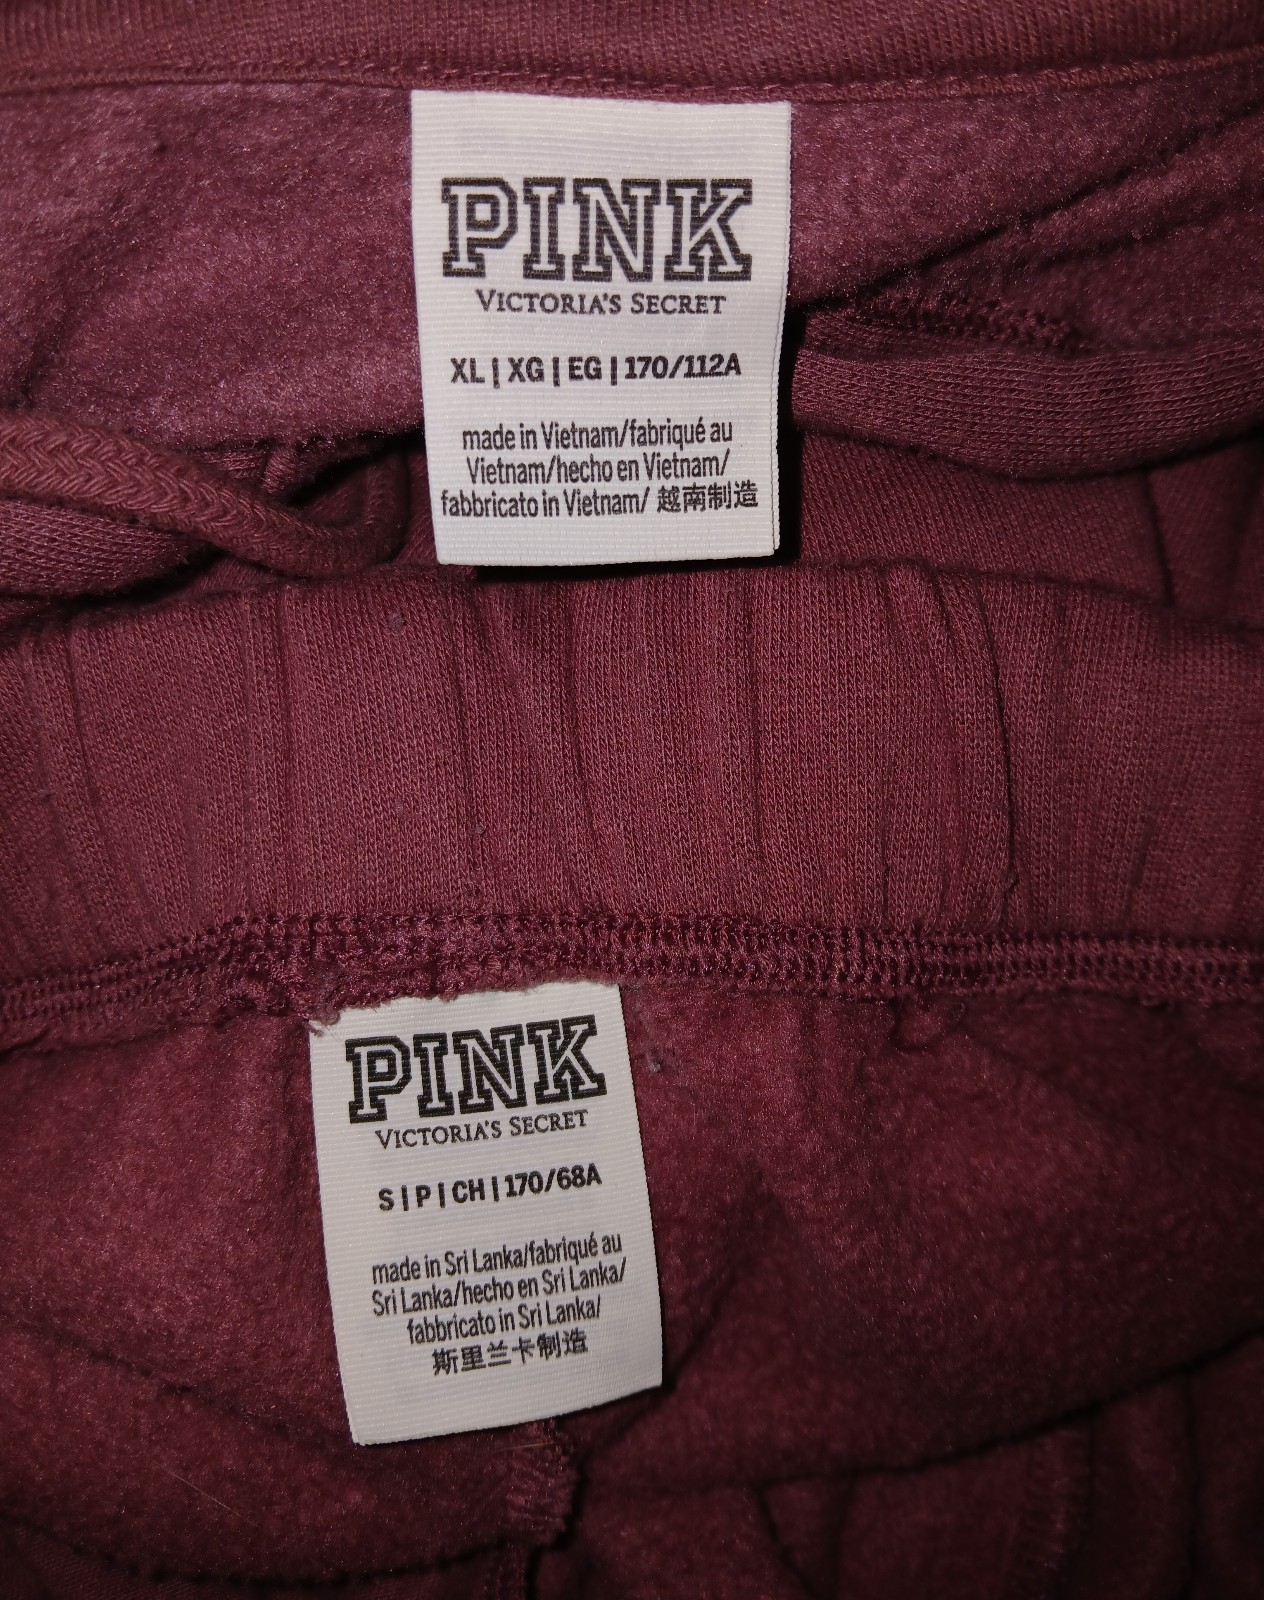 PINK
VICTORIA'S SECRET
XL | XG | EG | 170/112A
made in Vietnam/fabriqué au
Vietnam/hecho en Vietnam/
fabbricato in Vietnam/ 越南制造
PINK
VICTORIA'S SECRET
S | P | CH | 170/68A
made in Sri Lanka/fabriqué au
Sri Lanka/hecho en Sri Lanka/
fabbricato in Sri Lanka/
斯里兰卡制造